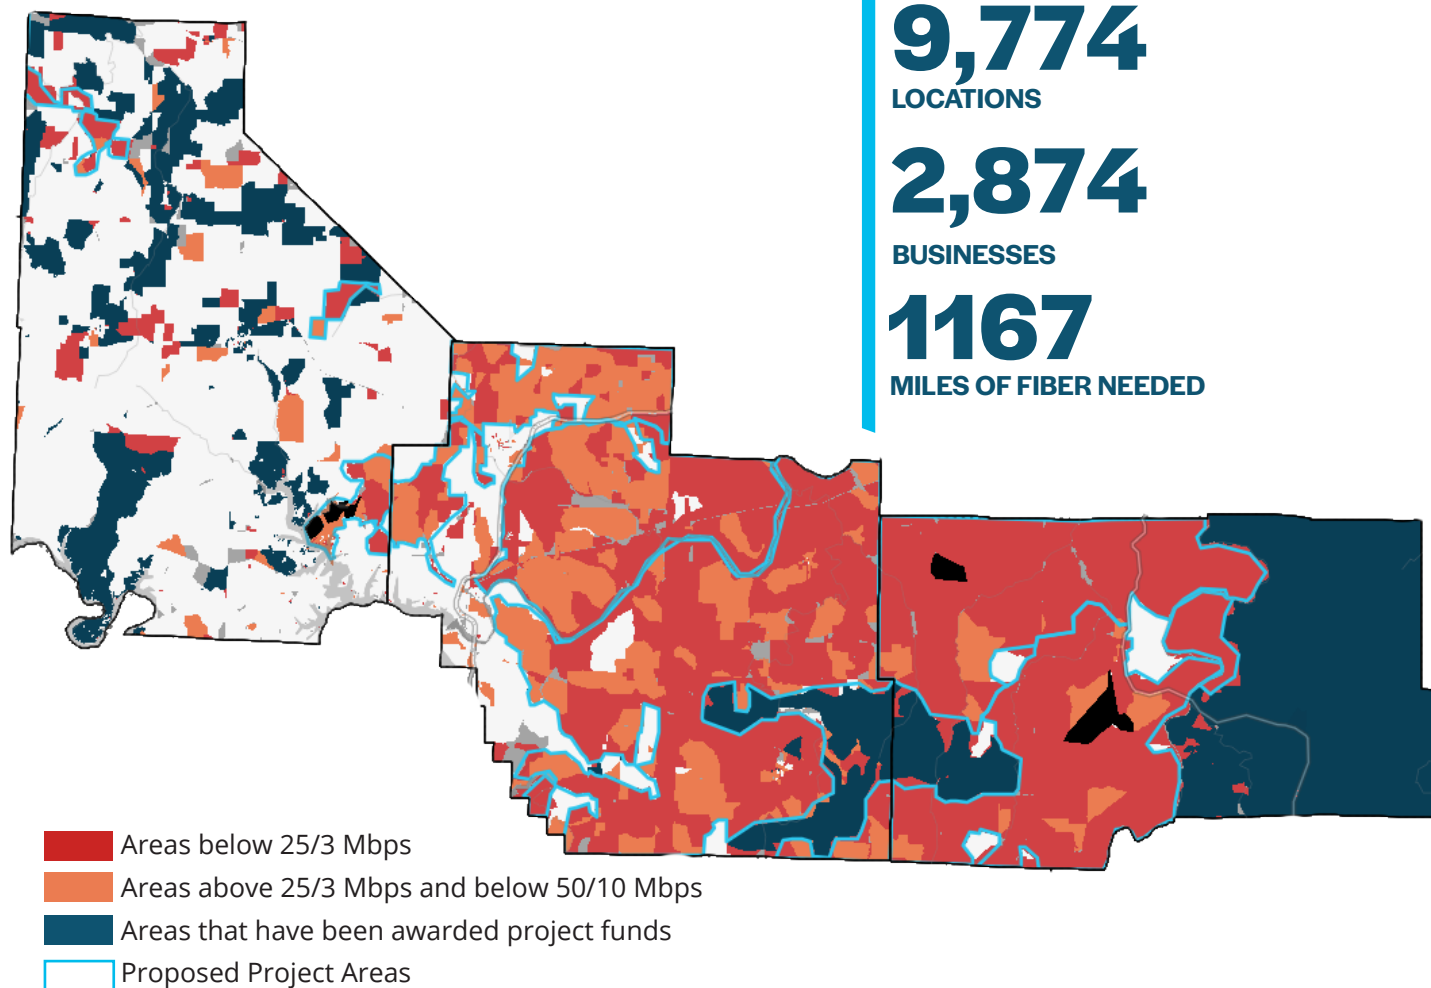 9,774
LOCATIONS
2,874
BUSINESSES
1167
MILES OF FIBER NEEDED
Areas below 25/3 Mbps
Areas above 25/3 Mbps and below 50/10 Mbps
Areas that have been awarded project funds
Proposed Project Areas